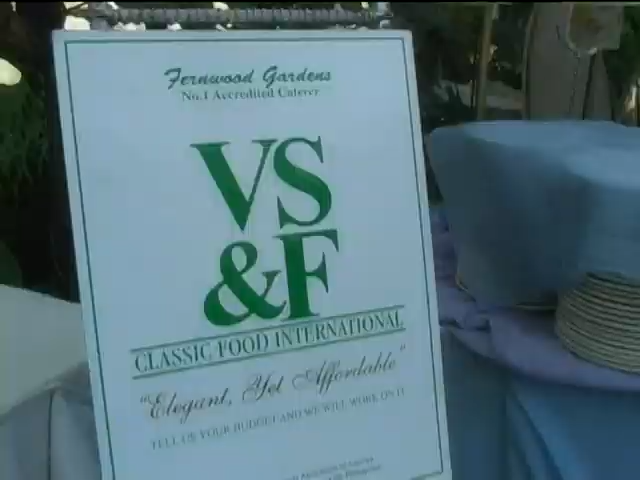 Fernwood Gardens
No.1 Accredited Caterer
VS
&F
CLASSIC FOOD INTERNATIONAL
"Elegant, Yet Affordable"
TELL US YOUR BUDGET AND WE WILL WORK ON IT